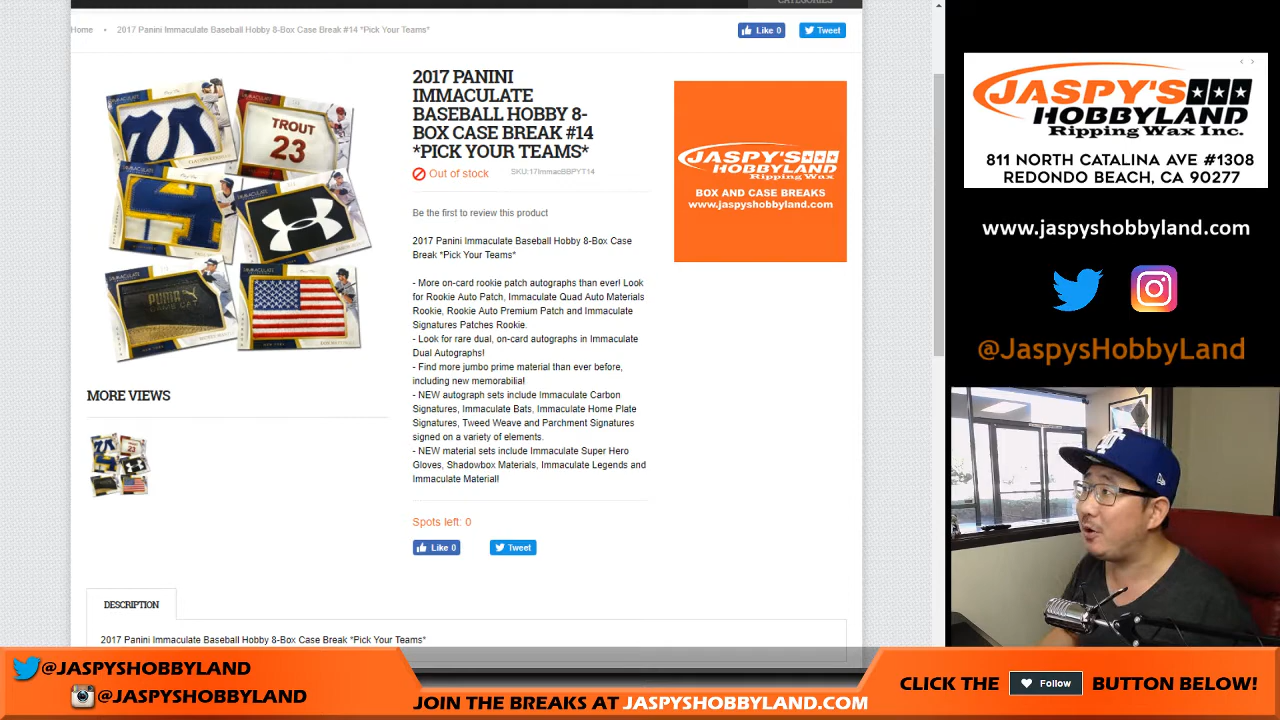 CATEGORIES
Home • 2017 Panini Immaculate Baseball Hobby 8-Box Case Break #14 *Pick Your Teams*
Like 0
Tweet
2017 PANINI
IMMACULATE
BASEBALL HOBBY 8-
BOX CASE BREAK #14
*PICK YOUR TEAMS*
Out of stock
SKU:17ImmacBBPYT14
Be the first to review this product
2017 Panini Immaculate Baseball Hobby 8-Box Case
Break *Pick Your Teams*
- More on-card rookie patch autographs than ever! Look
for Rookie Auto Patch, Immaculate Quad Auto Materials
Rookie, Rookie Auto Premium Patch and Immaculate
Signatures Patches Rookie.
- Look for rare dual, on-card autographs in Immaculate
Dual Autographs!
- Find more jumbo prime material than ever before,
including new memorabilia!
- NEW autograph sets include Immaculate Carbon
Signatures, Immaculate Bats, Immaculate Home Plate
Signatures, Tweed Weave and Parchment Signatures
signed on a variety of elements.
- NEW material sets include Immaculate Super Hero
Gloves, Shadowbox Materials, Immaculate Legends and
Immaculate Material!
Spots left: 0
Like 0
Tweet
TROUT
23
PUMA
MORE VIEWS
DESCRIPTION
2017 Panini Immaculate Baseball Hobby 8-Box Case Break *Pick Your Teams*
JASPY'S
HOBBYLAND
Ripping Wax
BOX AND CASE BREAKS
www.jaspyshobbyland.com
JASPY'S
HOBBYLAND
Ripping Wax Inc.
811 NORTH CATALINA AVE #1308
REDONDO BEACH, CA 90277
www.jaspyshobbyland.com
@JaspysHobbyLand
@JASPYSHOBBYLAND
@JASPYSHOBBYLAND
JOIN THE BREAKS AT JASPYSHOBBYLAND.COM
CLICK THE Follow BUTTON BELOW!